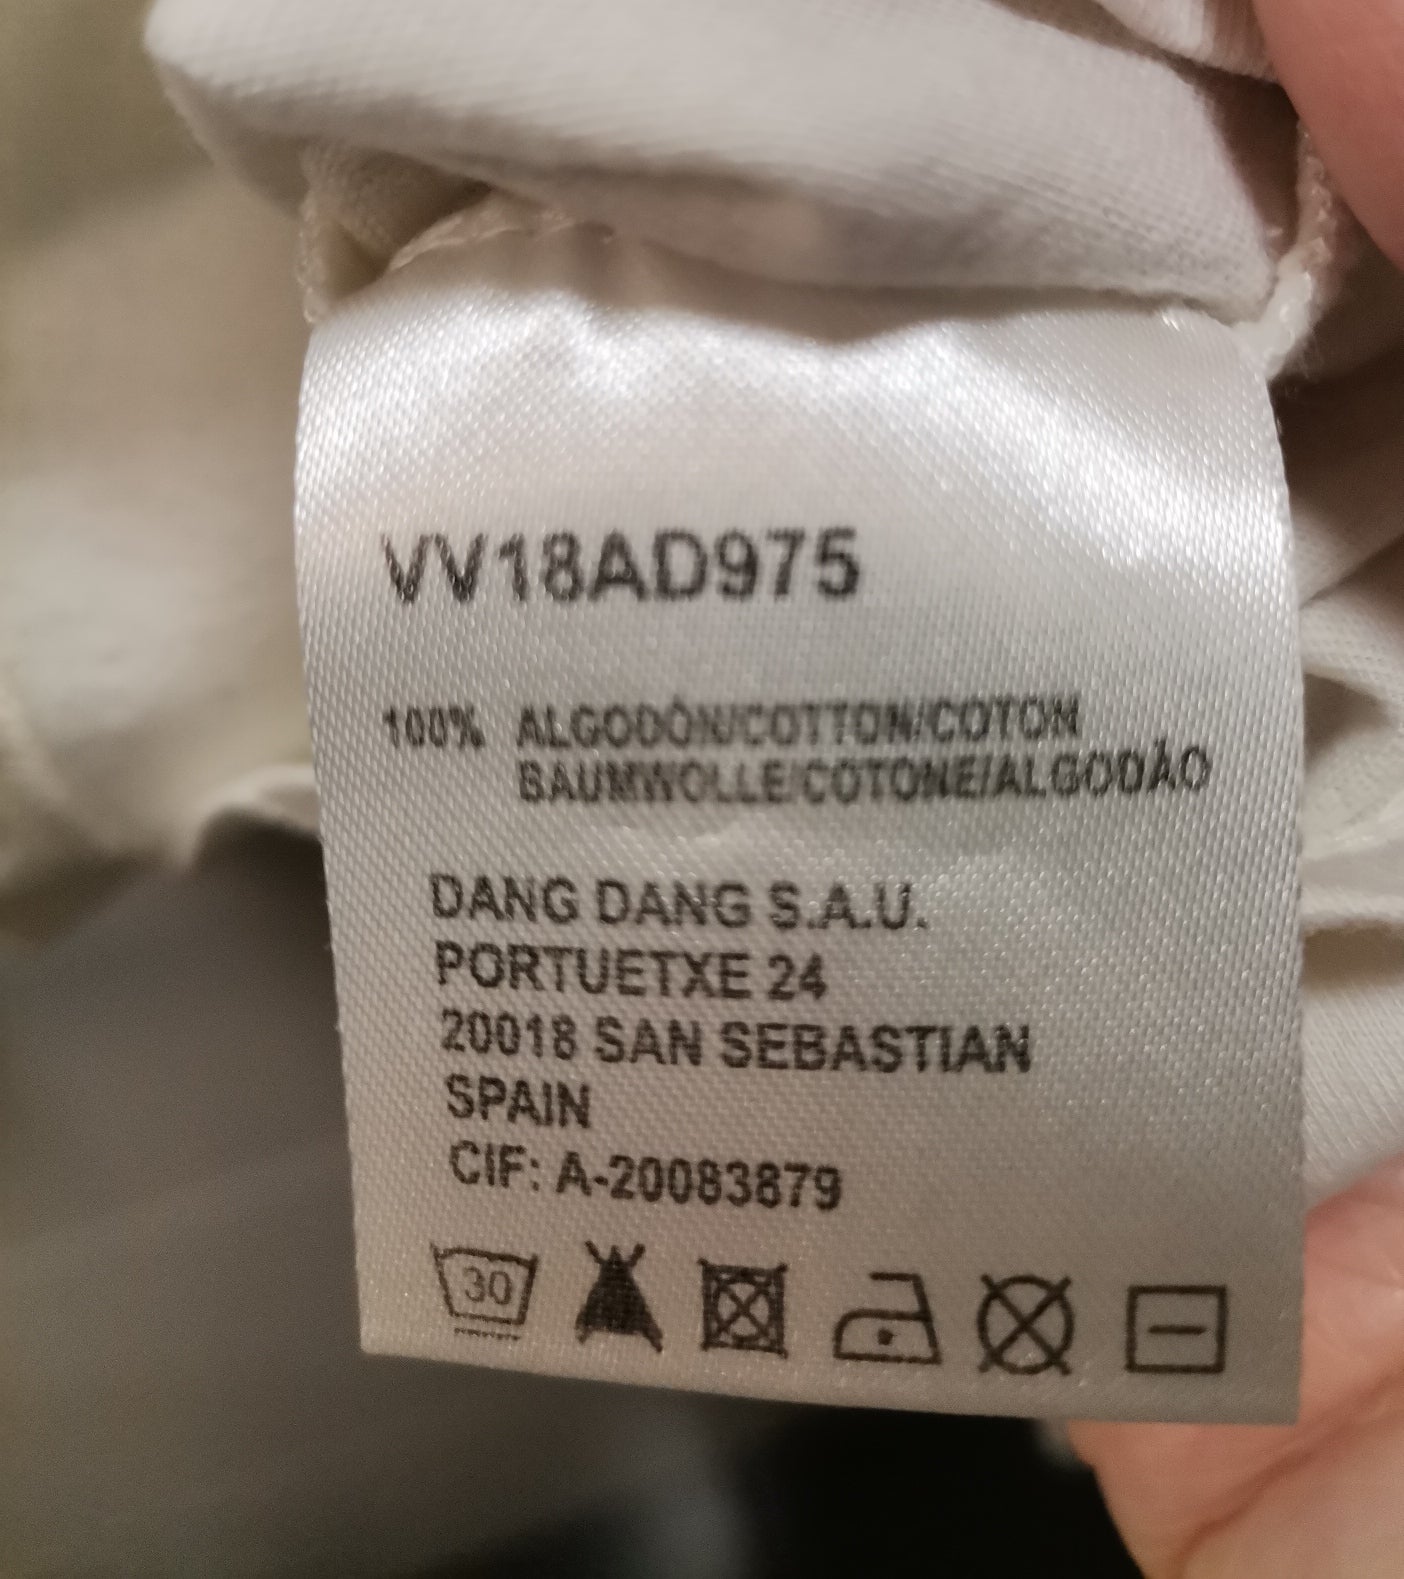 VV18AD975
100% ALGODÓN/COTTON/COTON
BAUMWOLLE/COTONE/ALGODÃO
DANG DANG S.A.U.
PORTUETXE 24
20018 SAN SEBASTIAN
SPAIN
CIF: A-20083879
30